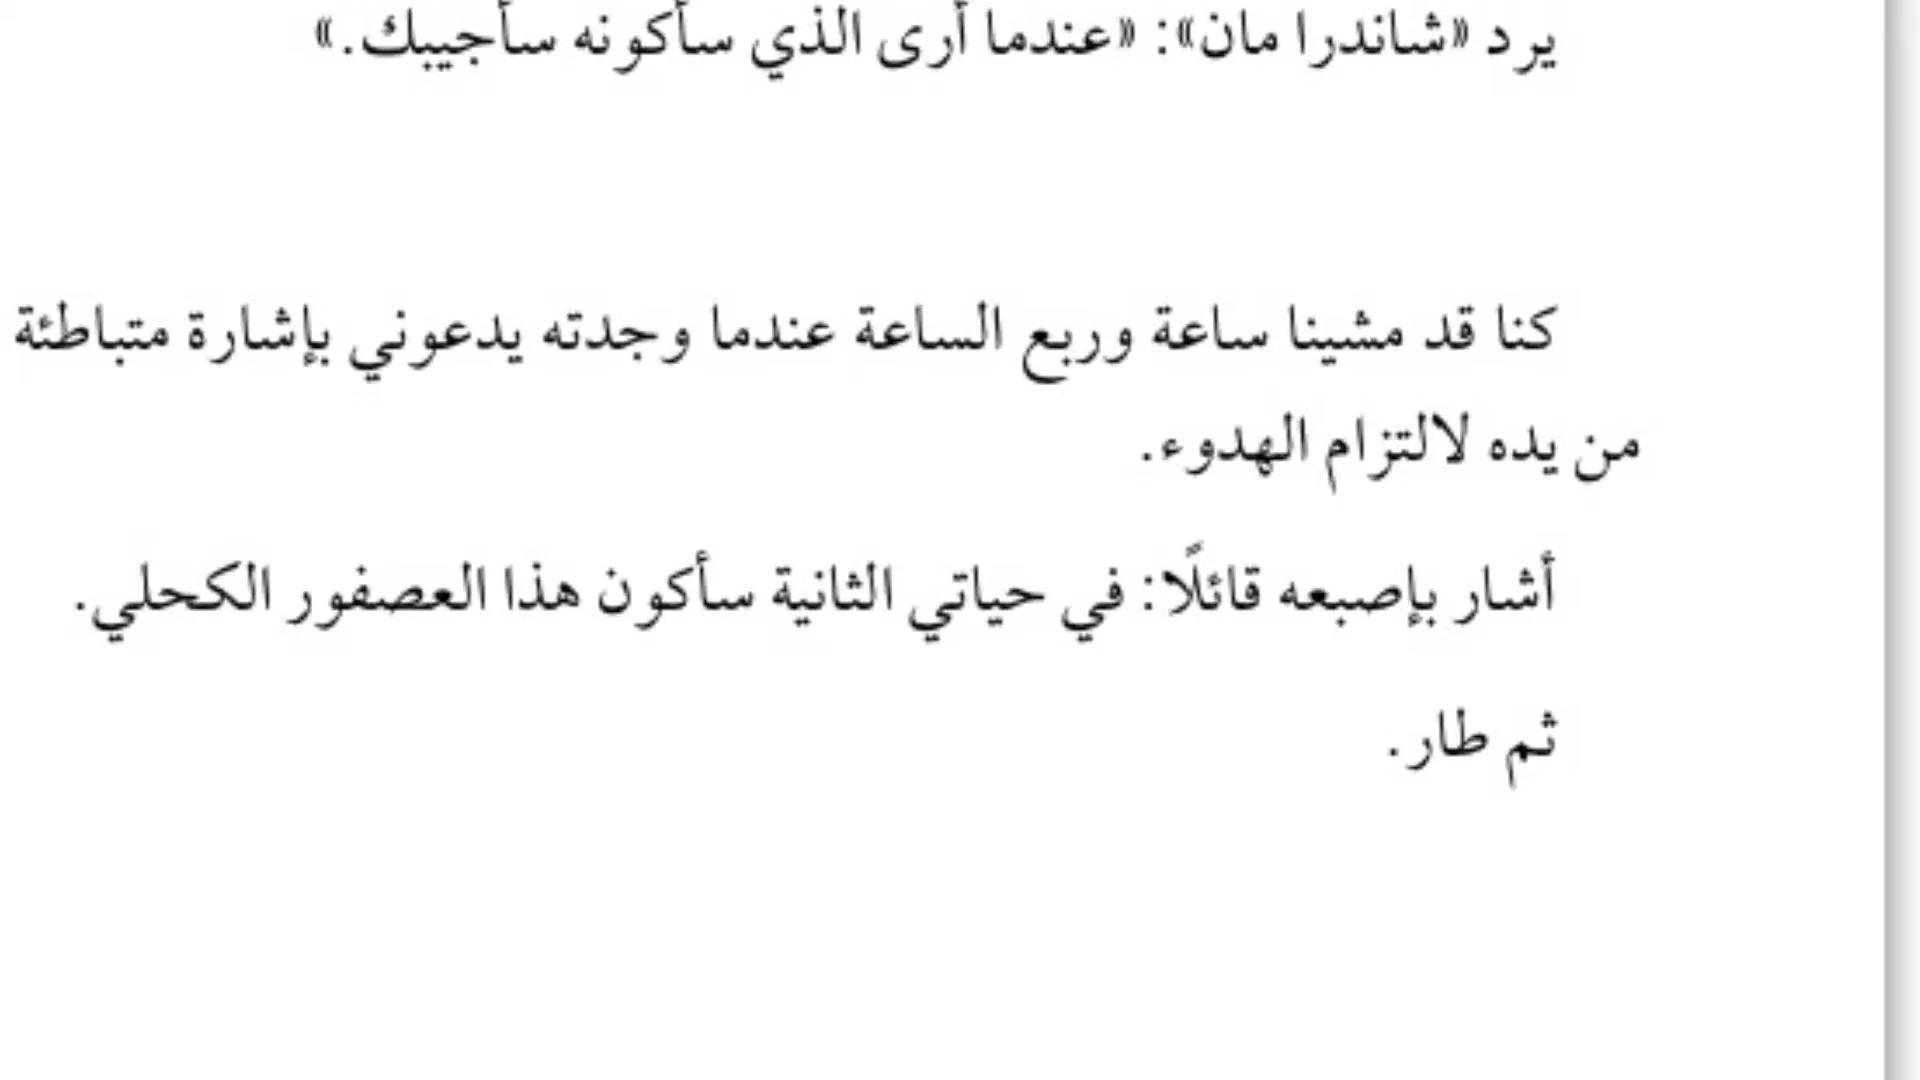 يرد «شاندرا مان»: «عندما أرى الذي سأكونه سأجيبك.»
كنا قد مشينا ساعة وربع الساعة عندما وجدته يدعوني بإشارة متباطئة
من يده لالتزام الهدوء.
أشار بإصبعه قائلًا: في حياتي الثانية سأكون هذا العصفور الكحلي.
ثم طار.